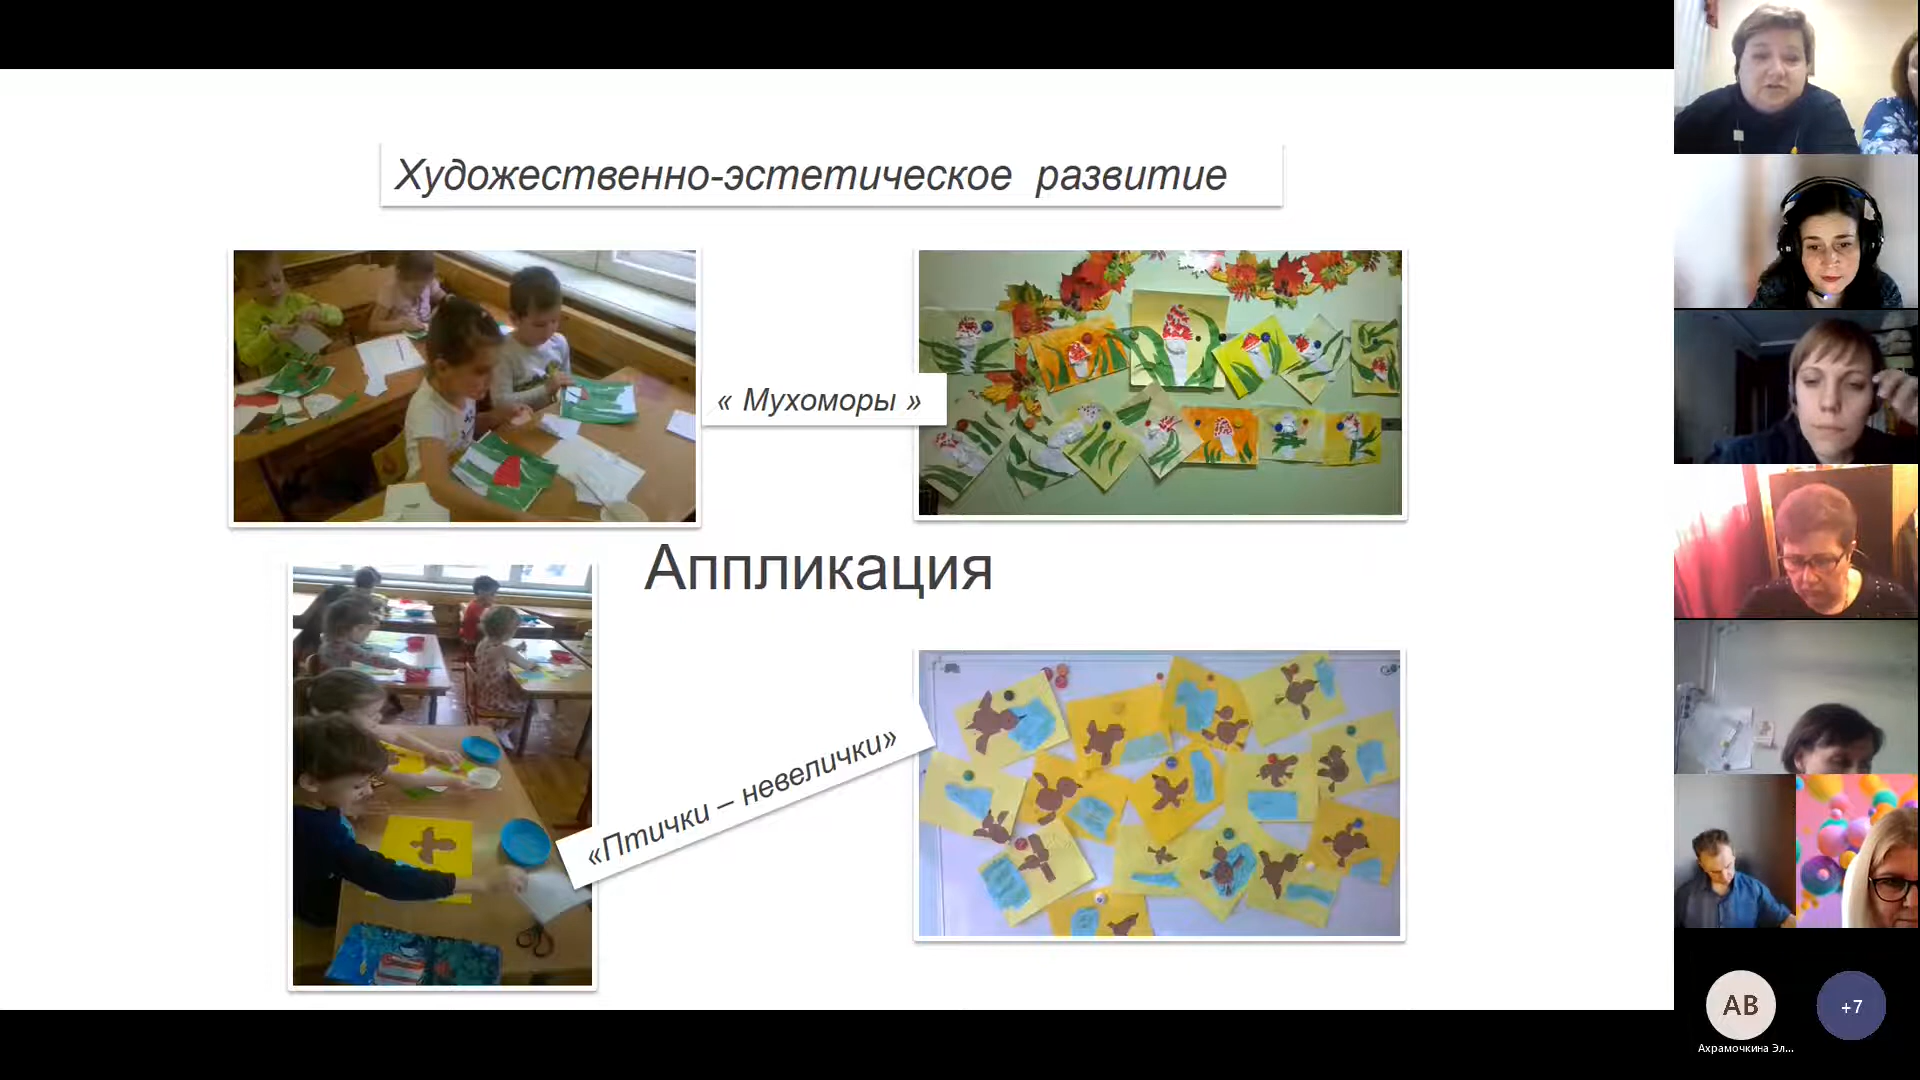 Художественно-эстетическое развитие
« Мухоморы »
Аппликация
«Птички – невелички»
АВ
+7
Ахрамочкина Эл...